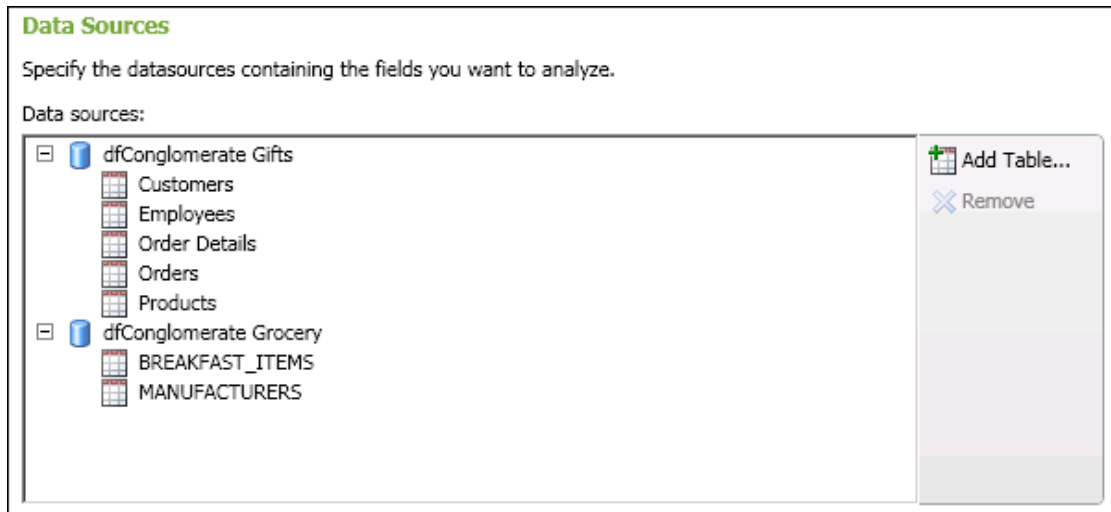 Data Sources
Specify the datasources containing the fields you want to analyze.
Data sources:
dfConglomerate Gifts
Customers
Employees
Order Details
Orders
Products
dfConglomerate Grocery
BREAKFAST_ITEMS
MANUFACTURERS
Add Table...
Remove